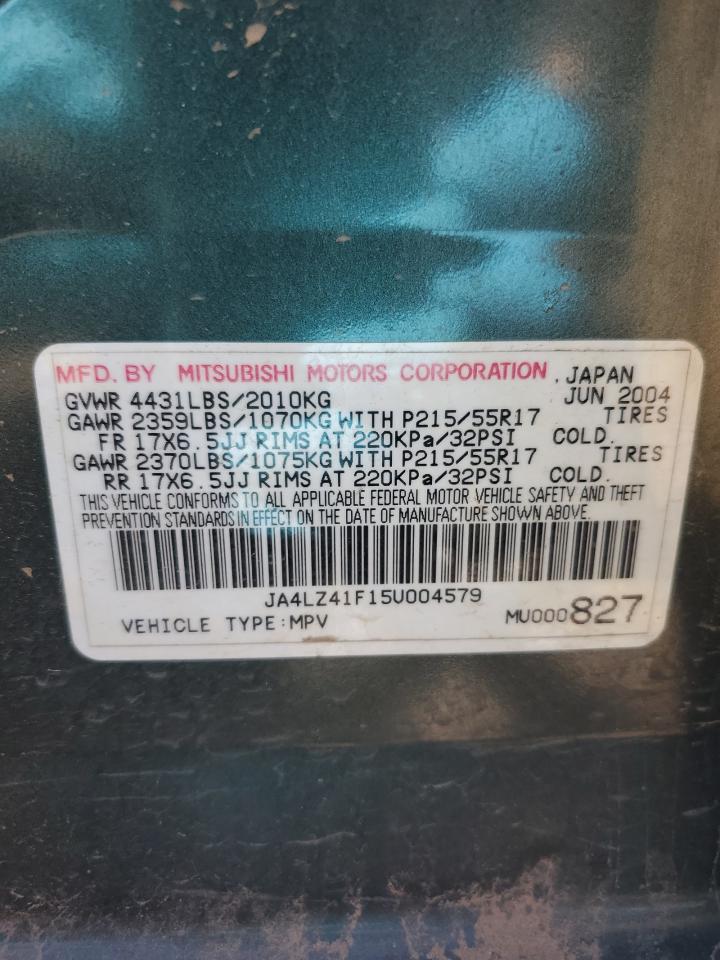 MFD. BY MITSUBISHI MOTORS CORPORATION , JAPAN
GVWR 4431LBS/2010KG JUN 2004
GAWR 2359LBS/1070KG WITH P215/55R17 TIRES
FR 17X6.5JJ RIMS AT 220KPa/32PSI COLD.
GAWR 2370LBS/1075KG WITH P215/55R17 TIRES
RR 17X6.5JJ RIMS AT 220KPa/32PSI COLD.
THIS VEHICLE CONFORMS TO ALL APPLICABLE FEDERAL MOTOR VEHICLE SAFETY AND THEFT
PREVENTION STANDARDS IN EFFECT ON THE DATE OF MANUFACTURE SHOWN ABOVE.
JA4LZ41F15U004579
VEHICLE TYPE:MPV MU000827